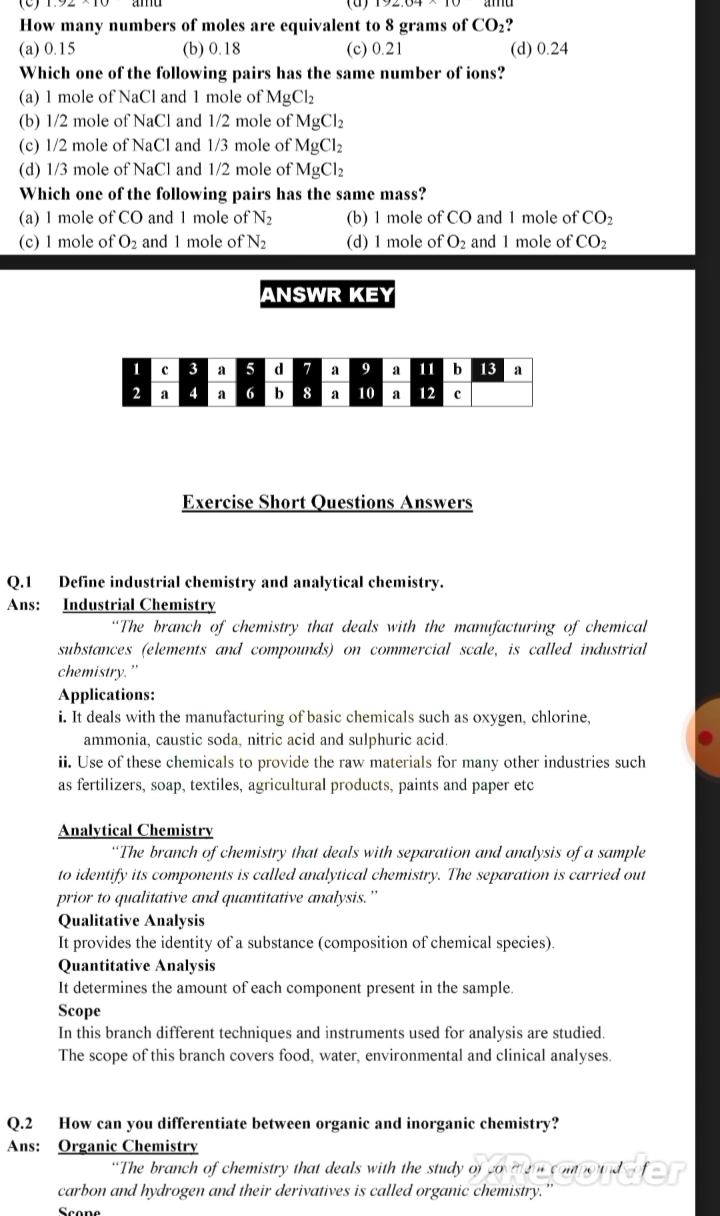 How many numbers of moles are equivalent to 8 grams of CO₂?
(a) 0.15 (b) 0.18 (c) 0.21 (d) 0.24
Which one of the following pairs has the same number of ions?
(a) 1 mole of NaCl and 1 mole of MgCl₂
(b) 1/2 mole of NaCl and 1/2 mole of MgCl₂
(c) 1/2 mole of NaCl and 1/3 mole of MgCl₂
(d) 1/3 mole of NaCl and 1/2 mole of MgCl₂
Which one of the following pairs has the same mass?
(a) 1 mole of CO and 1 mole of N₂ (b) 1 mole of CO and 1 mole of CO₂
(c) 1 mole of O₂ and 1 mole of N₂ (d) 1 mole of O₂ and 1 mole of CO₂
ANSWR KEY
1 c 3 a 5 d 7 a 9 a 11 b 13 a
2 a 4 a 6 b 8 a 10 a 12 c
Exercise Short Questions Answers
Q.1 Define industrial chemistry and analytical chemistry.
Ans: Industrial Chemistry
“The branch of chemistry that deals with the manufacturing of chemical
substances (elements and compounds) on commercial scale, is called industrial
chemistry.”
Applications:
i. It deals with the manufacturing of basic chemicals such as oxygen, chlorine,
ammonia, caustic soda, nitric acid and sulphuric acid.
ii. Use of these chemicals to provide the raw materials for many other industries such
as fertilizers, soap, textiles, agricultural products, paints and paper etc
Analytical Chemistry
“The branch of chemistry that deals with separation and analysis of a sample
to identify its components is called analytical chemistry. The separation is carried out
prior to qualitative and quantitative analysis.”
Qualitative Analysis
It provides the identity of a substance (composition of chemical species).
Quantitative Analysis
It determines the amount of each component present in the sample.
Scope
In this branch different techniques and instruments used for analysis are studied.
The scope of this branch covers food, water, environmental and clinical analyses.
Q.2 How can you differentiate between organic and inorganic chemistry?
Ans: Organic Chemistry
“The branch of chemistry that deals with the study of
carbon and hydrogen and their derivatives is called organic chemistry.”
Scope
XRecorder